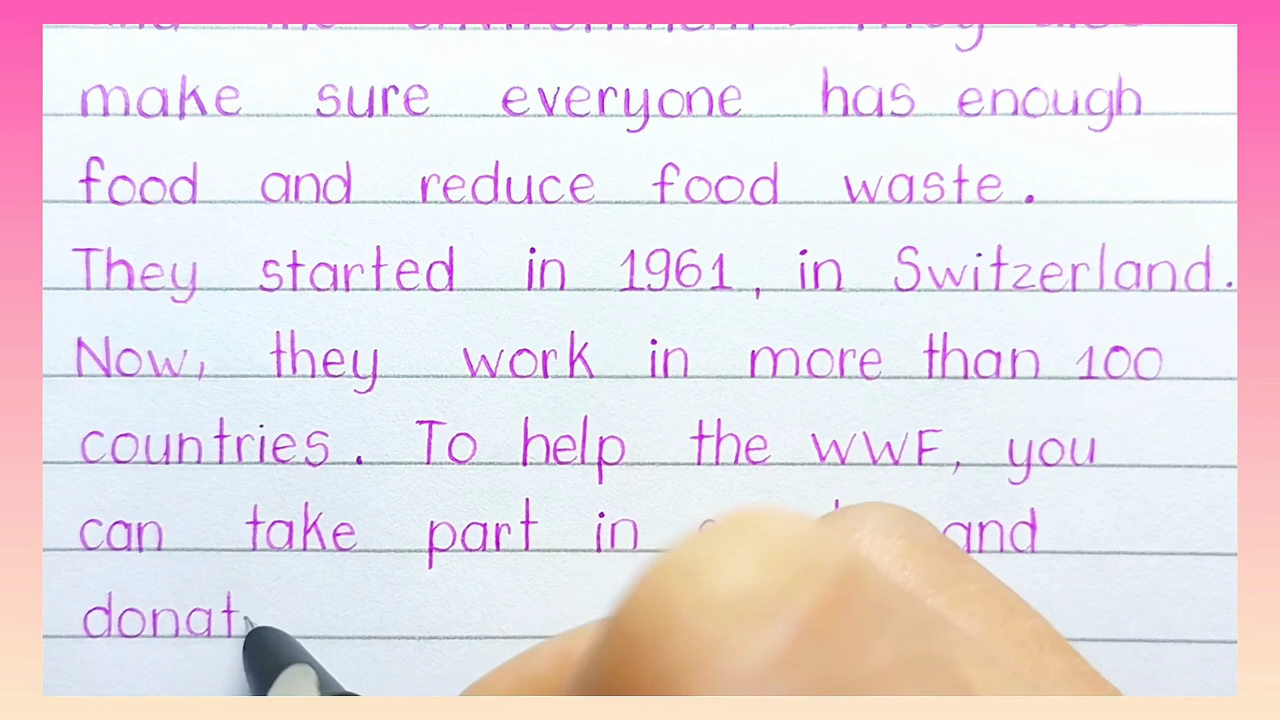 make sure everyone has enough
food and reduce food waste.
They started in 1961, in Switzerland.
Now, they work in more than 100
countries. To help the WWF, you
can take part in and
donat